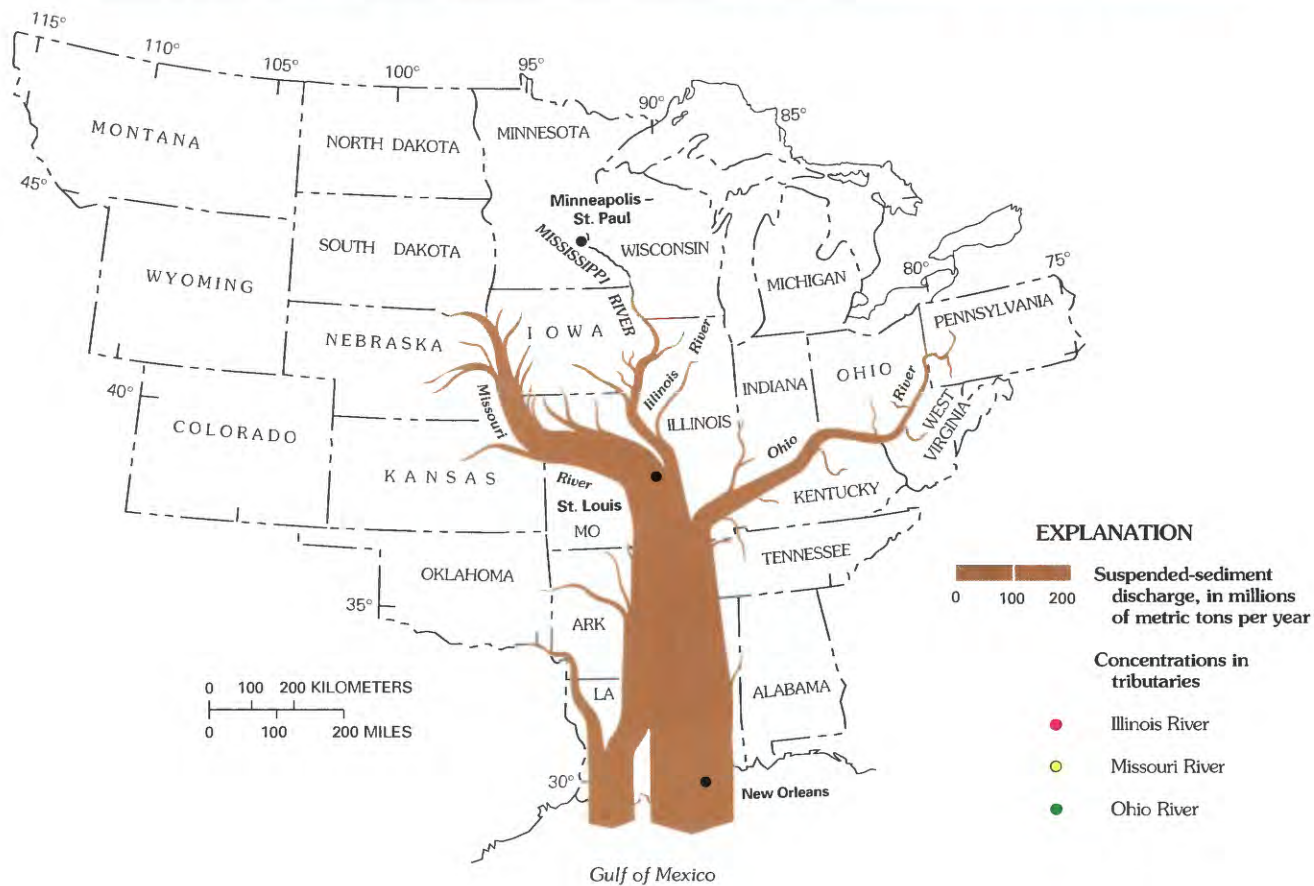 115°
110°
105°
100°
95°
90°
85°
80°
75°
45°
40°
35°
30°
MONTANA
NORTH DAKOTA
MINNESOTA
Minneapolis –
St. Paul
SOUTH DAKOTA
WISCONSIN
MICHIGAN
WYOMING
MISSISSIPPI RIVER
PENNSYLVANIA
NEBRASKA
IOWA
Illinois River
INDIANA
OHIO
COLORADO
Missouri
River
ILLINOIS
Ohio
River
WEST
VIRGINIA
KANSAS
St. Louis
MO
KENTUCKY
TENNESSEE
OKLAHOMA
ARK
LA
ALABAMA
New Orleans
Gulf of Mexico
0 100 200 KILOMETERS
0 100 200 MILES
EXPLANATION
0 100 200
Suspended-sediment
discharge, in millions
of metric tons per year
Concentrations in
tributaries
Illinois River
Missouri River
Ohio River